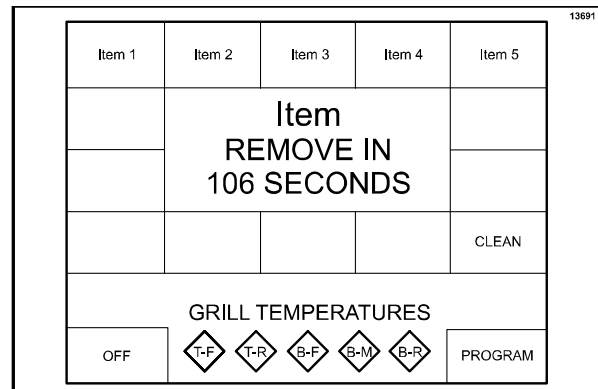 13691
Item 1 Item 2 Item 3 Item 4 Item 5
Item
REMOVE IN
106 SECONDS
CLEAN
GRILL TEMPERATURES
OFF T-F T-R B-F B-M B-R PROGRAM